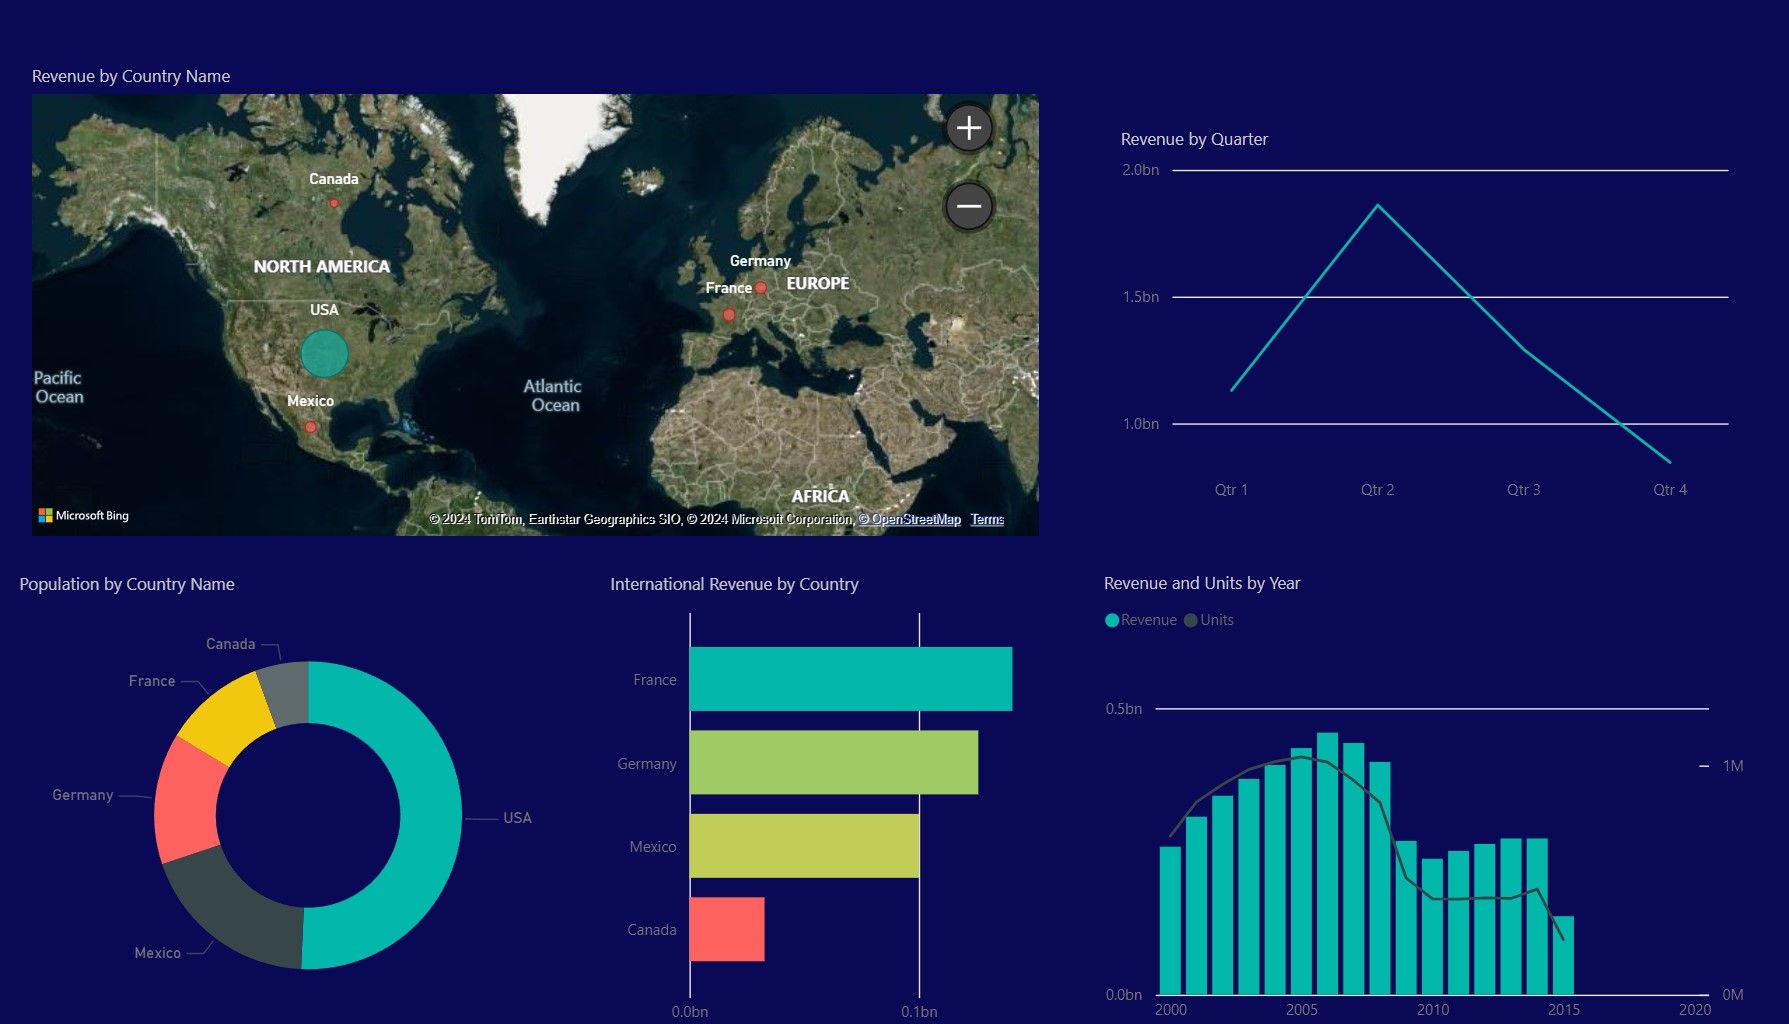 Revenue by Country Name
Canada
NORTH AMERICA
USA
Mexico
Germany
France
EUROPE
Pacific
Ocean
Atlantic
Ocean
AFRICA
Microsoft Bing
© 2024 TomTom, Earthstar Geographics SIO, © 2024 Microsoft Corporation, © OpenStreetMap Terms
Revenue by Quarter
2.0bn
1.5bn
1.0bn
Qtr 1 Qtr 2 Qtr 3 Qtr 4
Population by Country Name
Canada
France
Germany
USA
Mexico
International Revenue by Country
France
Germany
Mexico
Canada
0.0bn 0.1bn
Revenue and Units by Year
Revenue Units
0.5bn
1M
0.0bn
0M
2000 2005 2010 2015 2020